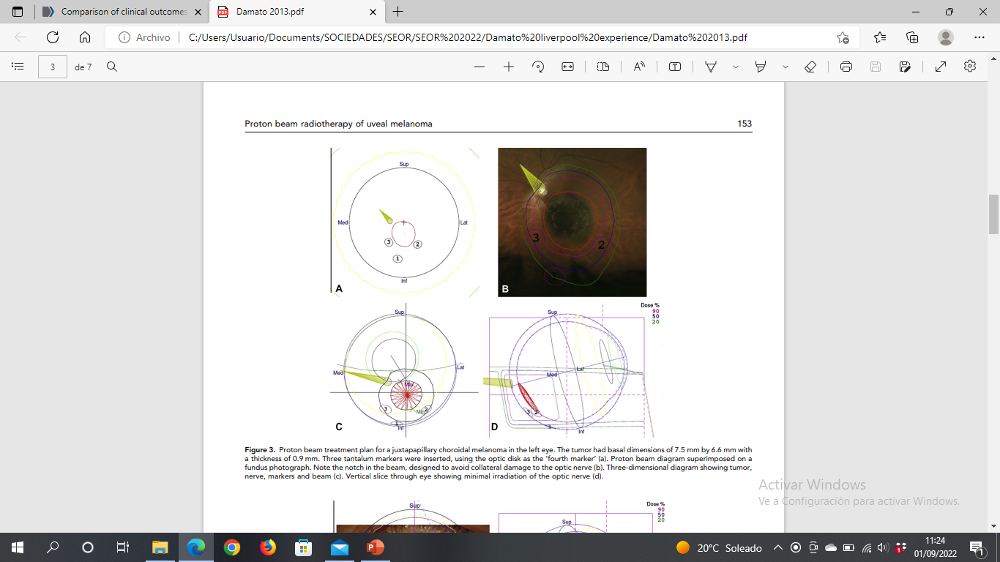 Comparison of clinical outcomes
PDF
Damato 2013.pdf
Archivo
C:/Users/Usuario/Documents/SOCIEDADES/SEOR/SEOR%202022/Damato%20liverpool%20experience/Damato%202013.pdf
3
de 7
Proton beam radiotherapy of uveal melanoma
153
Sup
Med
Lat
3
2
1
Inf
A
3
2
1
B
Sup
Med
Lat
3
2
1
Inf
C
Dose %
90
50
20
Sup
Med
Lat
3
2
1
Inf
D
Figure 3. Proton beam treatment plan for a juxtapapillary choroidal melanoma in the left eye. The tumor had basal dimensions of 7.5 mm by 6.6 mm with
a thickness of 0.9 mm. Three tantalum markers were inserted, using the optic disk as the ‘fourth marker’ (a). Proton beam diagram superimposed on a
fundus photograph. Note the notch in the beam, designed to avoid collateral damage to the optic nerve (b). Three-dimensional diagram showing tumor,
nerve, markers and beam (c). Vertical slice through eye showing minimal irradiation of the optic nerve (d).
Activar Windows
Ve a Configuración para activar Windows.
Sup
Sup
Dose %
90
50
20
20°C Soleado
11:24
01/09/2022
1